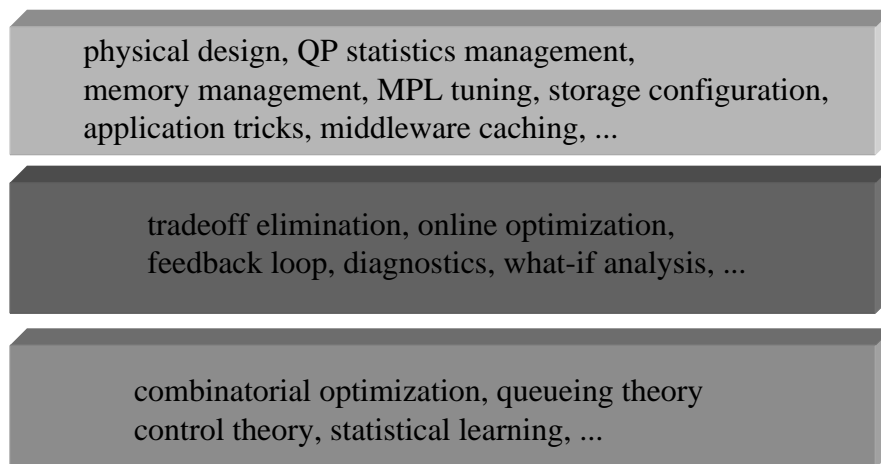 physical design, QP statistics management,
memory management, MPL tuning, storage configuration,
application tricks, middleware caching, ...
tradeoff elimination, online optimization,
feedback loop, diagnostics, what-if analysis, ...
combinatorial optimization, queueing theory
control theory, statistical learning, ...